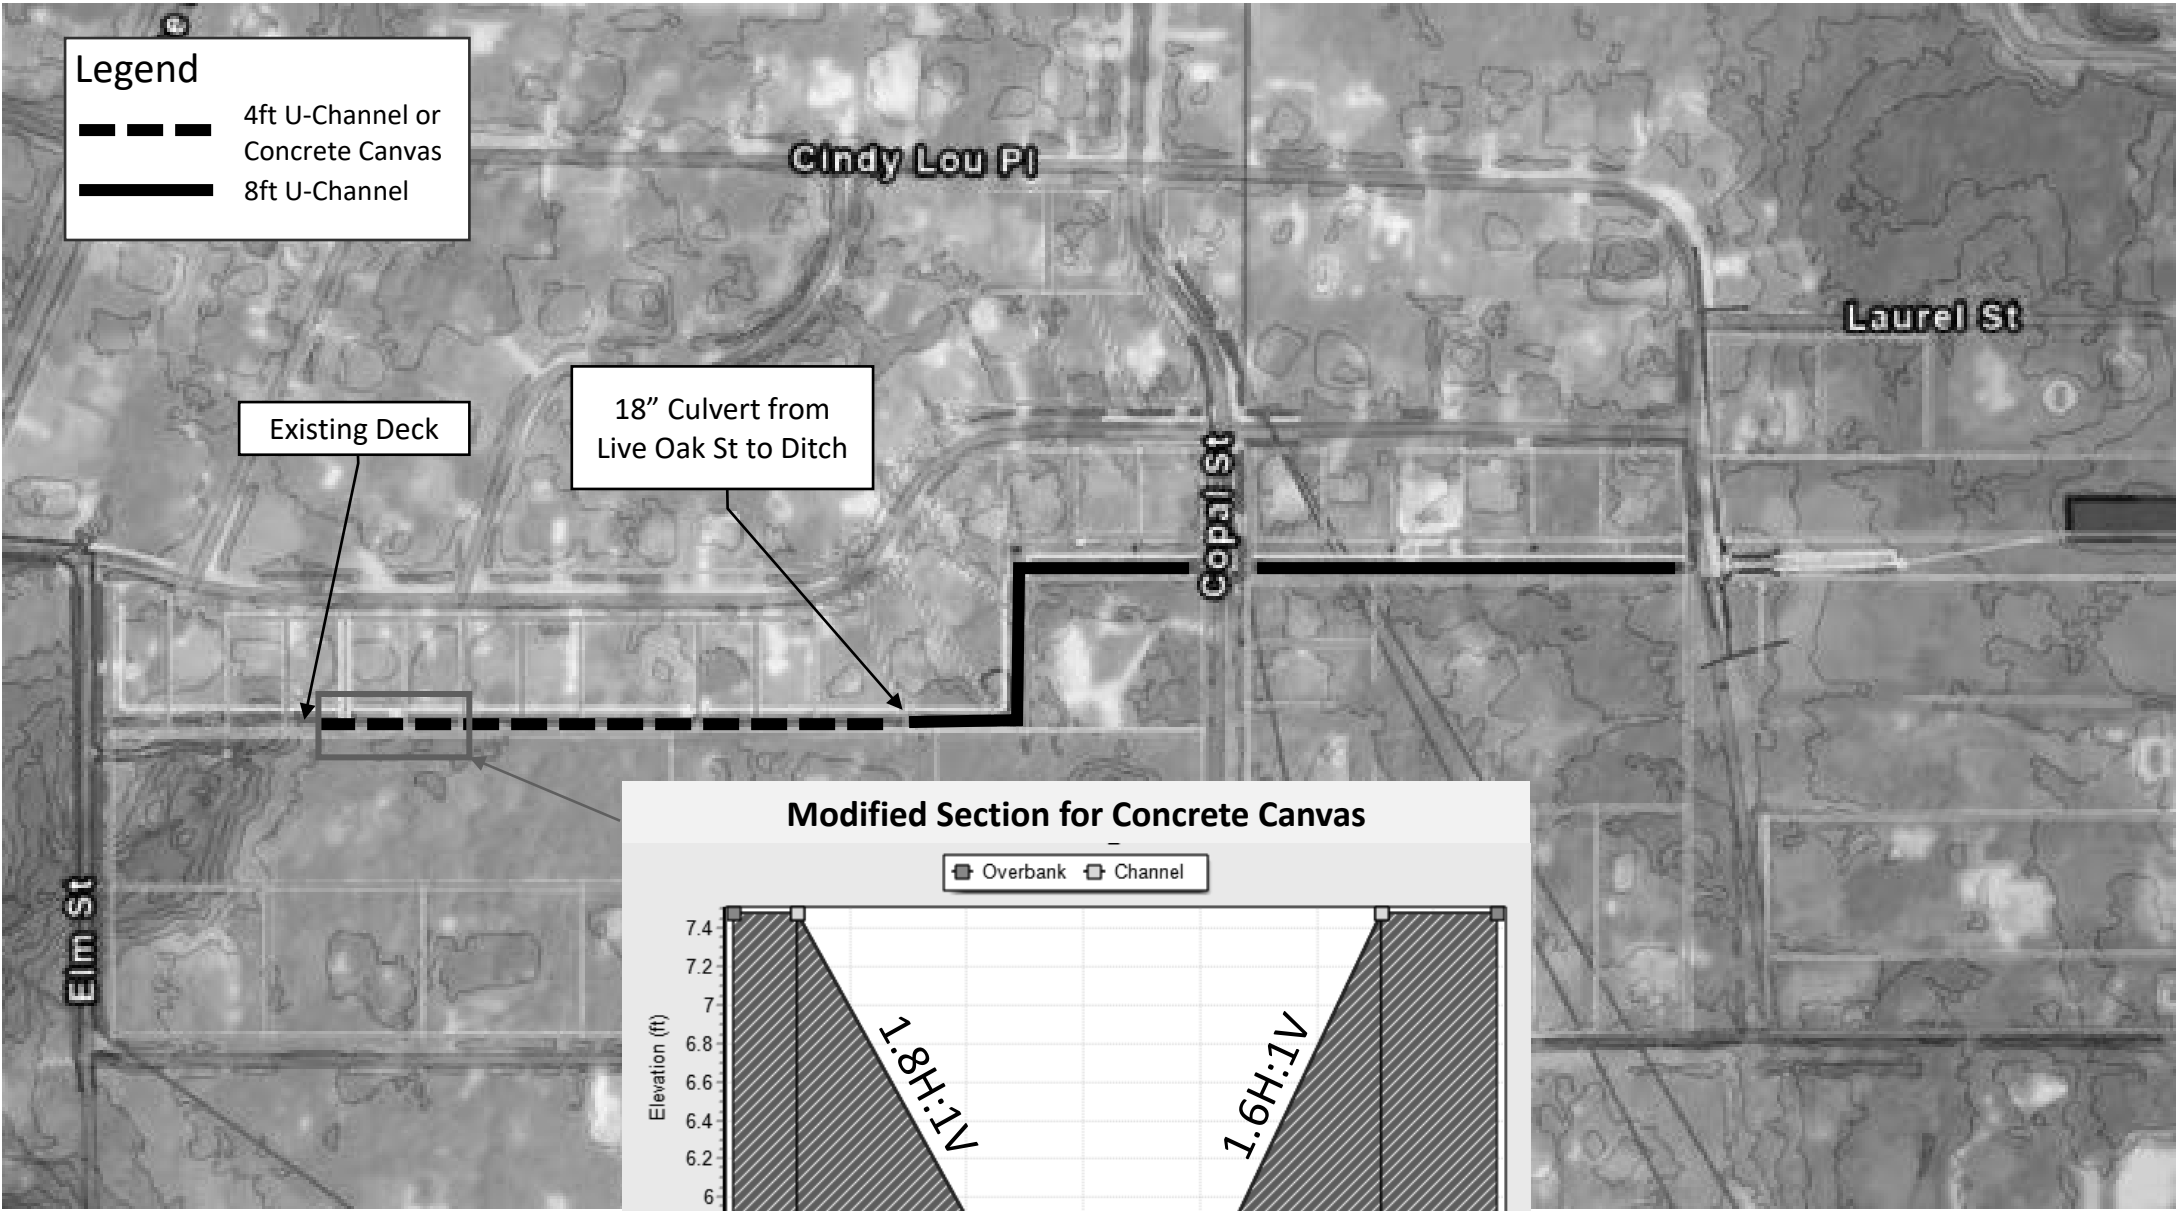 Legend
4ft U-Channel or
Concrete Canvas
8ft U-Channel
Cindy Lou Pl
Laurel St
Existing Deck
18” Culvert from
Live Oak St to Ditch
Copal St
Elm St
Modified Section for Concrete Canvas
Overbank
Channel
7.4
7.2
7
6.8
6.6
6.4
6.2
6
Elevation (ft)
1.8H:1V
1.6H:1V